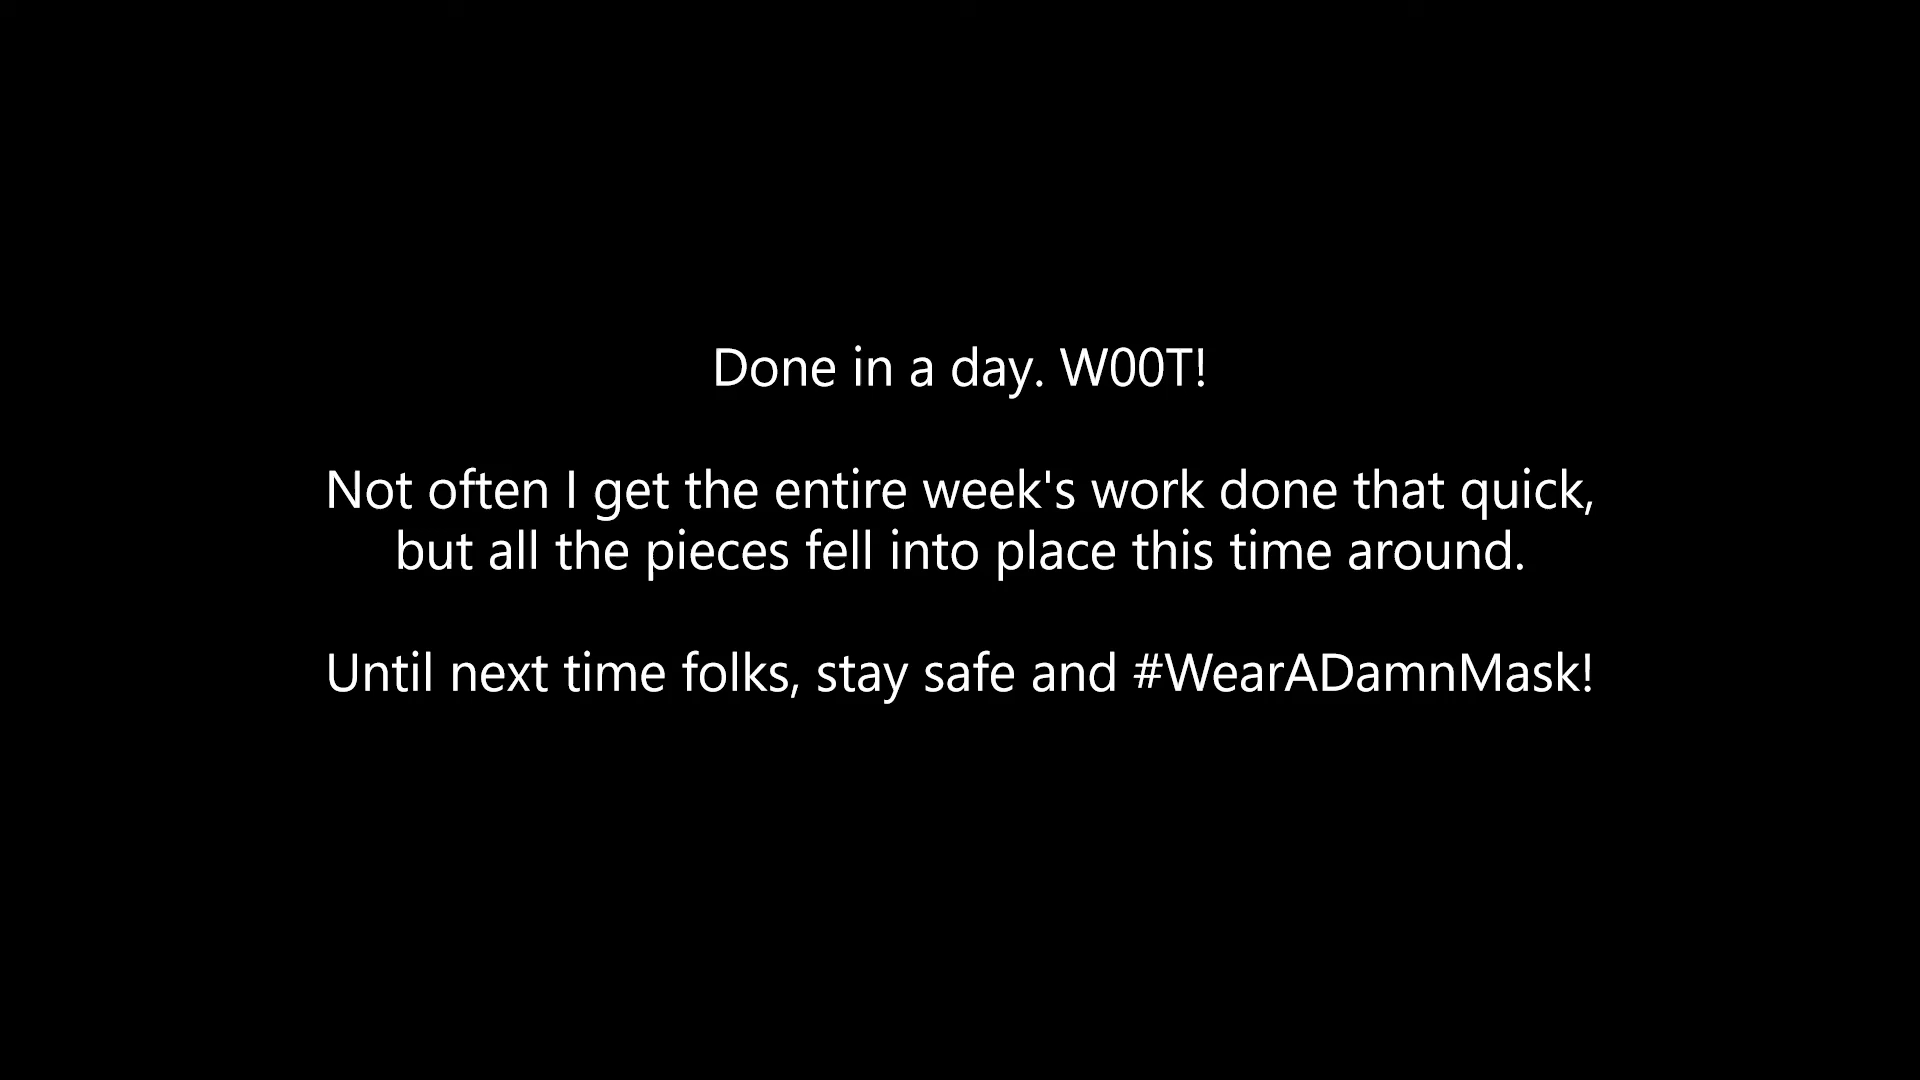 Done in a day. W00T!
Not often I get the entire week's work done that quick,
but all the pieces fell into place this time around.
Until next time folks, stay safe and #WearADamnMask!